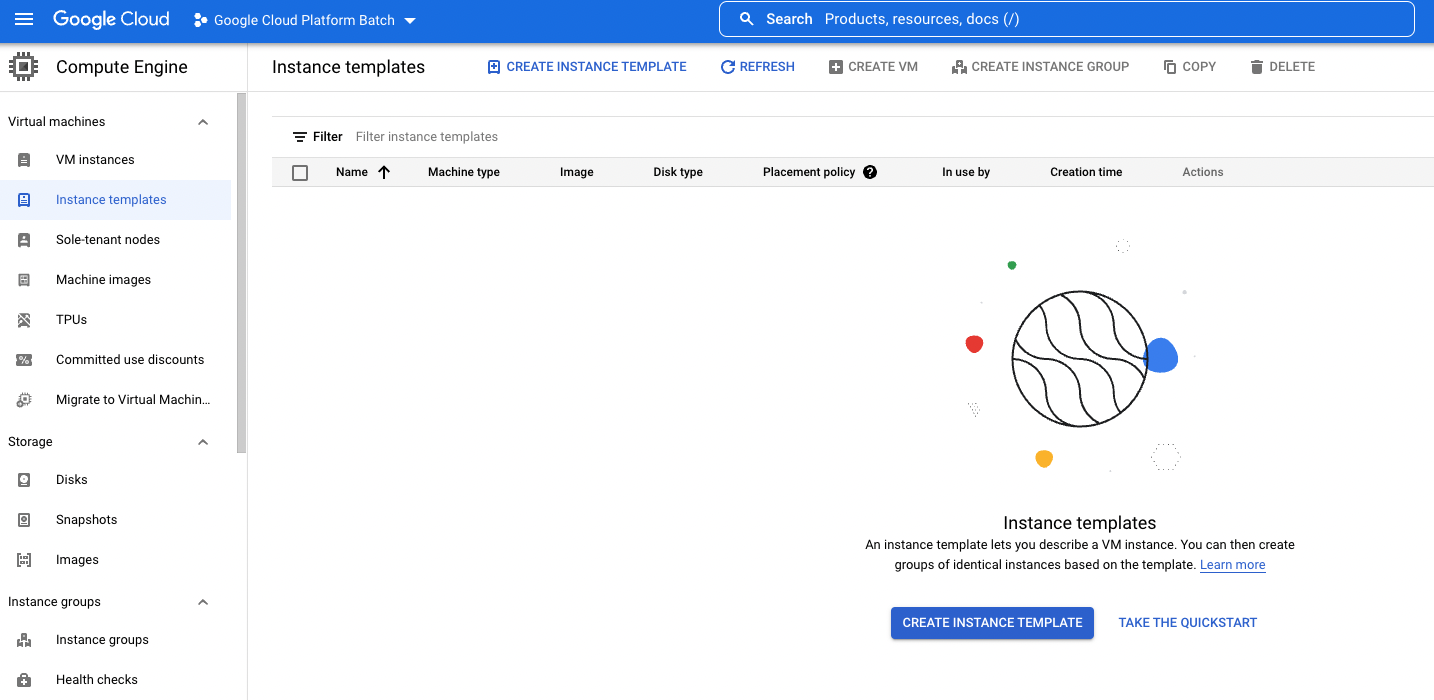 Google Cloud
Google Cloud Platform Batch
Search Products, resources, docs (/)
Compute Engine
Virtual machines
VM instances
Instance templates
Sole-tenant nodes
Machine images
TPUs
Committed use discounts
Migrate to Virtual Machin...
Storage
Disks
Snapshots
Images
Instance groups
Instance groups
Health checks
Instance templates
CREATE INSTANCE TEMPLATE
REFRESH
CREATE VM
CREATE INSTANCE GROUP
COPY
DELETE
Filter Filter instance templates
Name Machine type Image Disk type Placement policy ? In use by Creation time Actions
Instance templates
An instance template lets you describe a VM instance. You can then create
groups of identical instances based on the template. Learn more
CREATE INSTANCE TEMPLATE
TAKE THE QUICKSTART